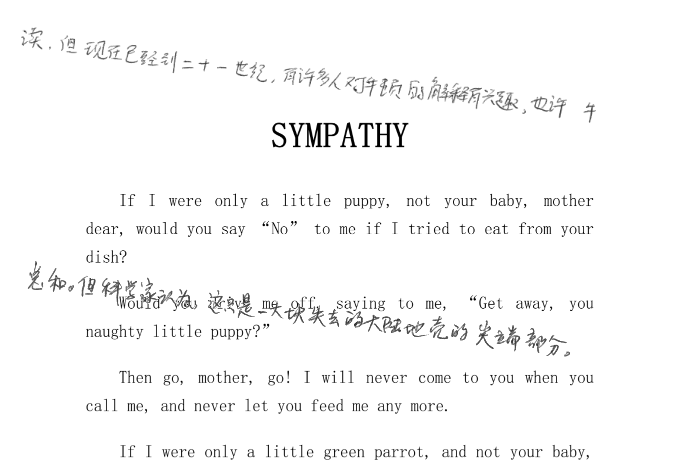 读，但现在已经到二十一世纪，有许多人对牛顿的解释有兴趣，也许 牛
SYMPATHY
If I were only a little puppy, not your baby, mother
dear, would you say “No” to me if I tried to eat from your
dish?
总和。但科学家认为，这只是一大块失去的大陆地壳的尖端部分。
Would you drive me off, saying to me, “Get away, you
naughty little puppy?”
Then go, mother, go! I will never come to you when you
call me, and never let you feed me any more.
If I were only a little green parrot, and not your baby,